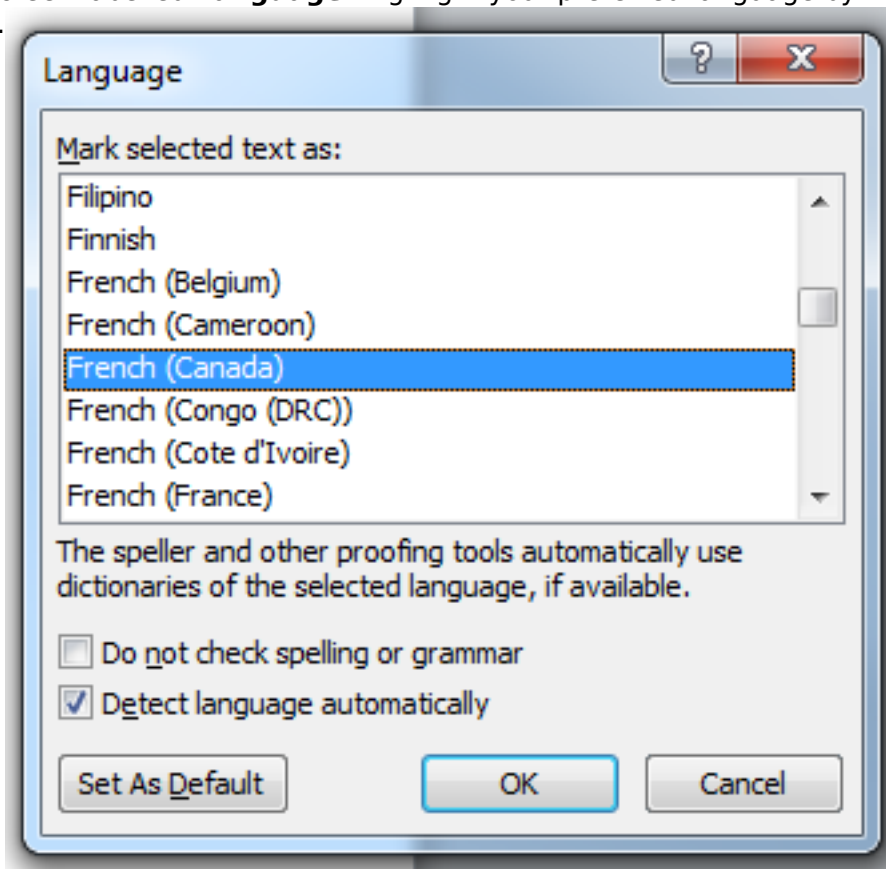 Language
Mark selected text as:
Filipino
Finnish
French (Belgium)
French (Cameroon)
French (Canada)
French (Congo (DRC))
French (Cote d'Ivoire)
French (France)
The speller and other proofing tools automatically use
dictionaries of the selected language, if available.
Do not check spelling or grammar
Detect language automatically
Set As Default
OK
Cancel